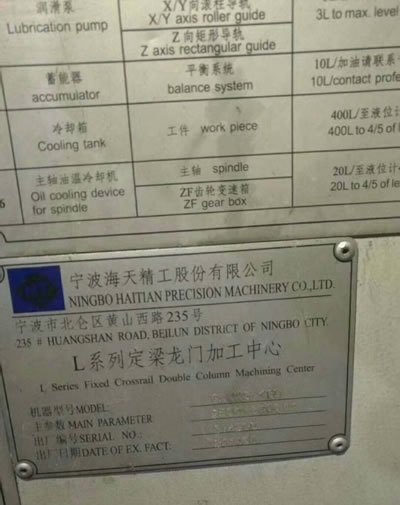 润滑泵
Lubrication pump
X/Y向滚柱导轨
X/Y axis roller guide
Z向矩形导轨
Z axis rectangular guide
3L to max. level
蓄能器
accumuiator
平衡系统
balance system
10L/加油请联系
10L/contact profe
冷却箱
Cooling tank
工件 work piece
400L/至液位计
400L to 4/5 of le
主轴油温冷却机
Oil cooling device
for spindle
主轴 spindle
ZF齿轮变速箱
ZF gear box
20L/至液位计
20L to 4/5 of le
宁波海天精工股份有限公司
NINGBO HAITIAN PRECISION MACHINERY CO.,LTD.
宁波市北仑区黄山西路235号
235 # HUANGSHAN ROAD, BEILUN DISTRICT OF NINGBO CITY
L系列定梁龙门加工中心
L Series Fixed Crossrail Double Column Machining Center
机器型号MODEL:
主参数MAIN PARAMETER
出厂编号SERIAL NO.:
出厂日期DATE OF EX. FACT: